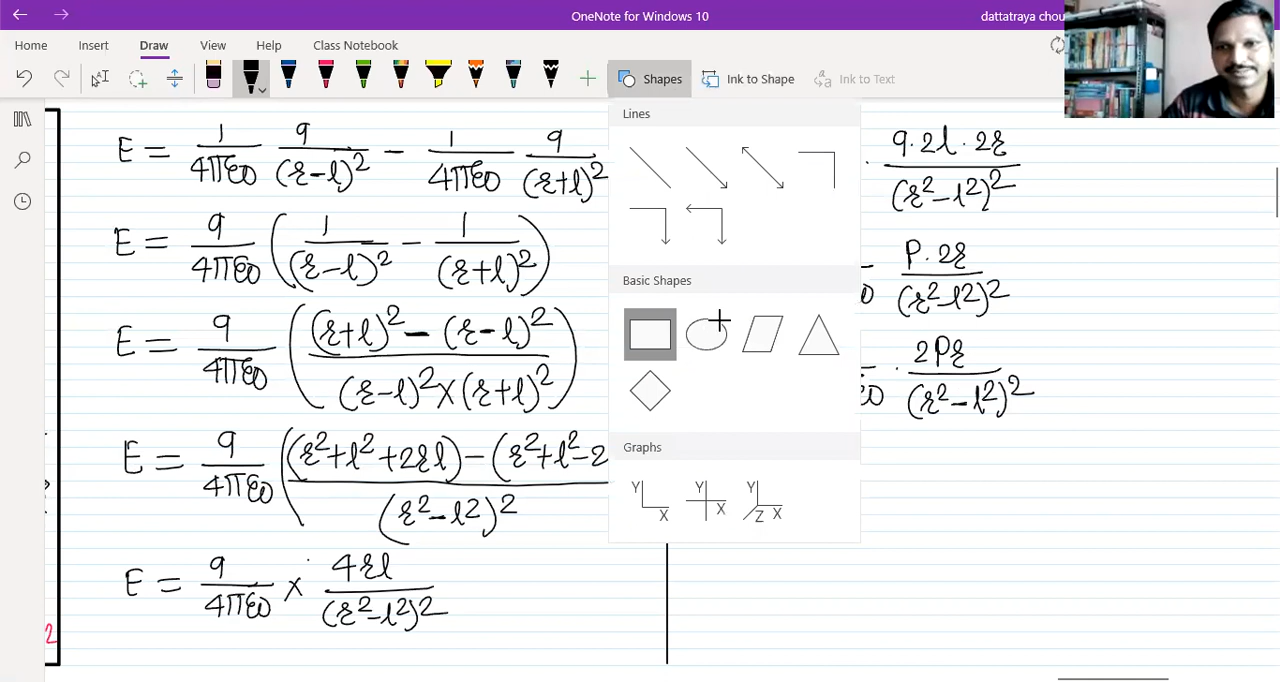 OneNote for Windows 10
dattatraya chou
Home Insert Draw View Help Class Notebook
Shapes Ink to Shape Ink to Text
Lines
Basic Shapes
Graphs
Y X Y X Y Z X
E = 1/4πε0 q/(r-l)² - 1/4πε0 q/(r+l)²
E = q/4πε0 (1/(r-l)² - 1/(r+l)²)
E = q/4πε0 ((r+l)² - (r-l)²/(r-l)²×(r+l)²)
E = q/4πε0 ((r²+l²+2rl)-(r²+l²-2/(r²-l²)²
E = q/4πε0 × 4rl/(r²-l²)²
2
. q.2l.2r/(r²-l²)²
P.2r/(r²-l²)²
. 2Pr/(r²-l²)²